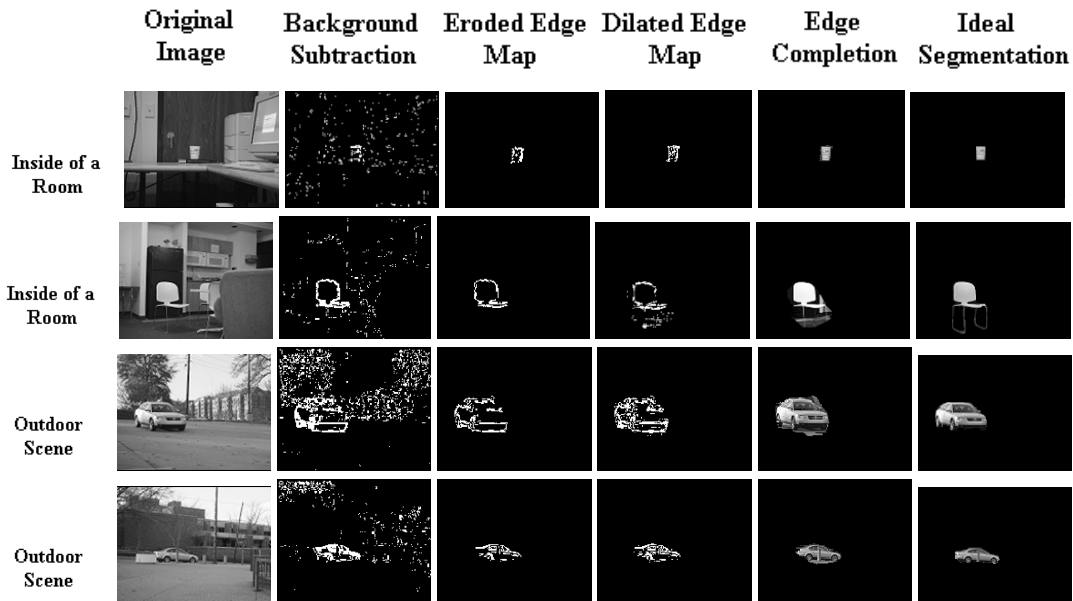 Original Image
Background Subtraction
Eroded Edge Map
Dilated Edge Map
Edge Completion
Ideal Segmentation
Inside of a
Room
Inside of a
Room
Outdoor
Scene
Outdoor
Scene